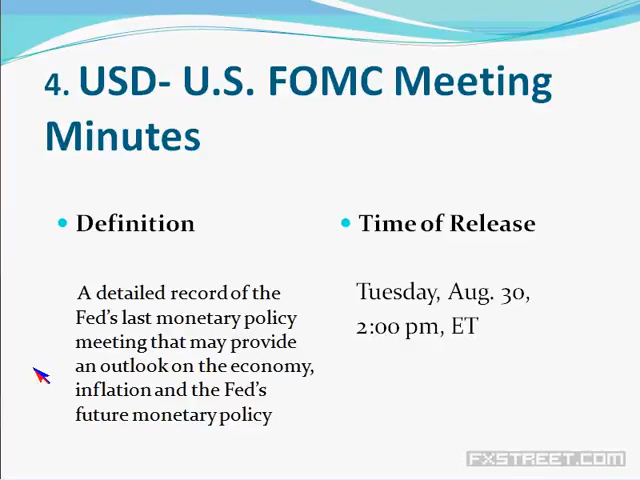 4. USD- U.S. FOMC Meeting
Minutes
• Definition
A detailed record of the
Fed's last monetary policy
meeting that may provide
an outlook on the economy,
inflation and the Fed's
future monetary policy
• Time of Release
Tuesday, Aug. 30,
2:00 pm, ET
FXSTREET.COM